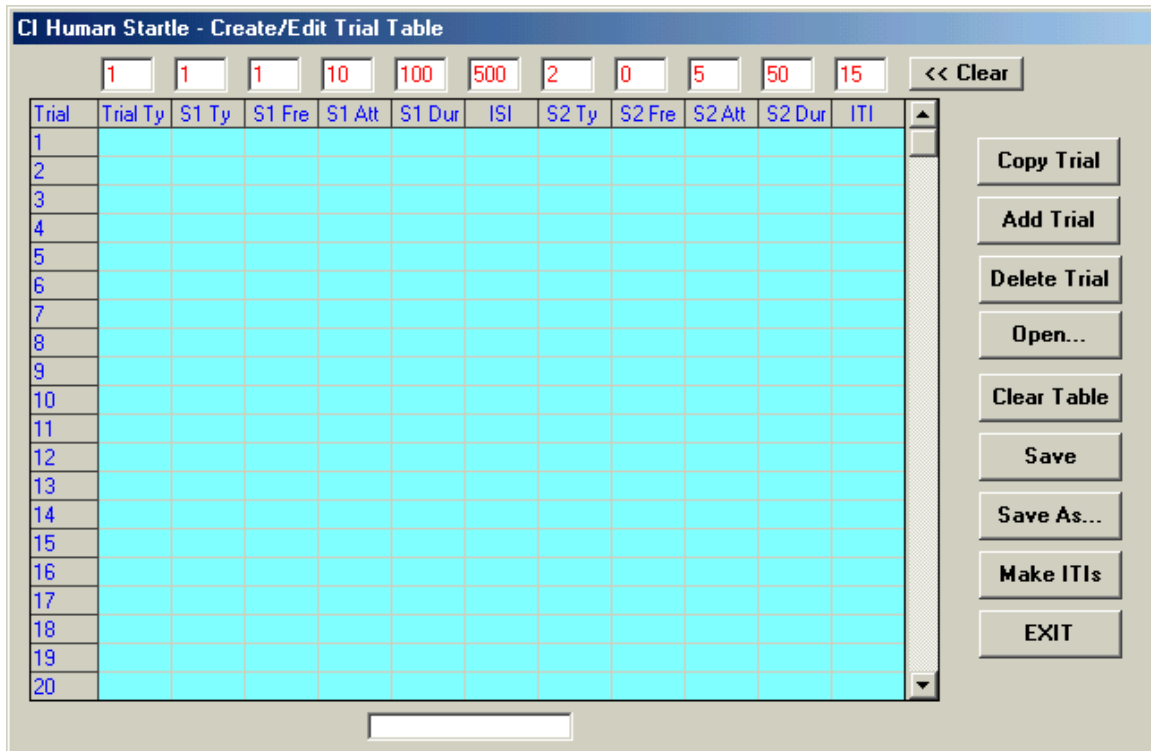 CI Human Startle - Create/Edit Trial Table
1 1 1 10 100 500 2 0 5 50 15 << Clear
Trial Trial Ty S1 Ty S1 Fre S1 Att S1 Dur ISI S2 Ty S2 Fre S2 Att S2 Dur ITI
1
2
3
4
5
6
7
8
9
10
11
12
13
14
15
16
17
18
19
20
Copy Trial
Add Trial
Delete Trial
Open...
Clear Table
Save
Save As...
Make ITIs
EXIT